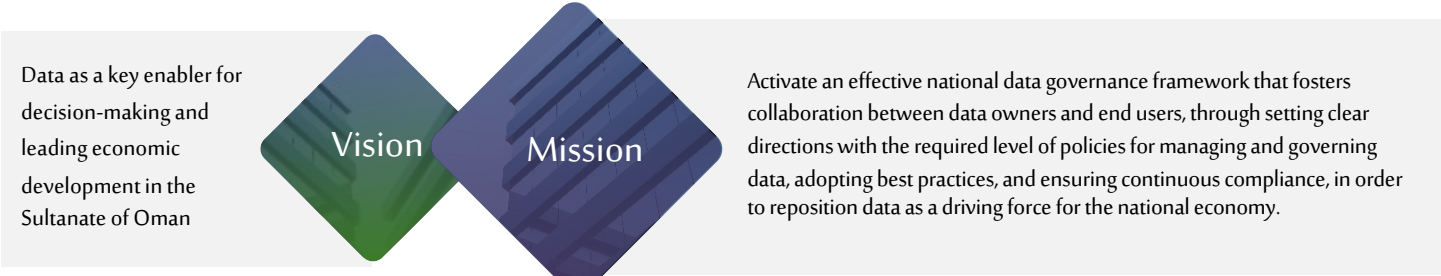 Data as a key enabler for
decision-making and
leading economic
development in the
Sultanate of Oman
Vision
Mission
Activate an effective national data governance framework that fosters
collaboration between data owners and end users, through setting clear
directions with the required level of policies for managing and governing
data, adopting best practices, and ensuring continuous compliance, in order
to reposition data as a driving force for the national economy.